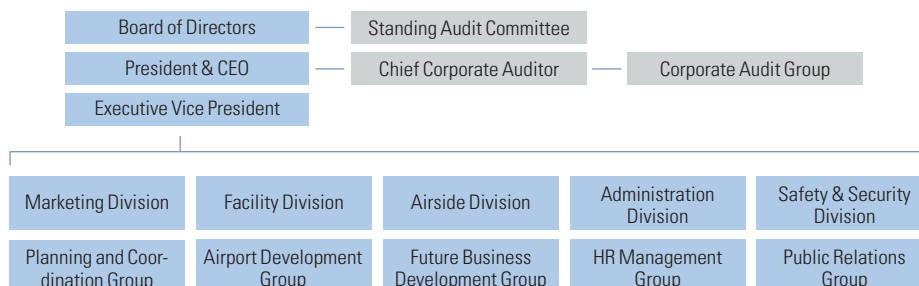 Board of Directors
Standing Audit Committee
President & CEO
Chief Corporate Auditor
Corporate Audit Group
Executive Vice President
Marketing Division
Facility Division
Airside Division
Administration
Division
Safety & Security
Division
Planning and Coor-
dination Group
Airport Development
Group
Future Business
Development Group
HR Management
Group
Public Relations
Group